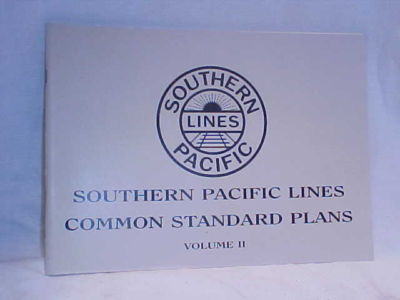 SOUTHERN
LINES
PACIFIC
SOUTHERN PACIFIC LINES
COMMON STANDARD PLANS
VOLUME II